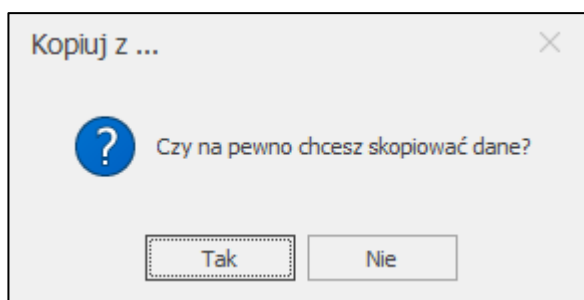 Kopiuj z ...
?
Czy na pewno chcesz skopiować dane?
Tak
Nie